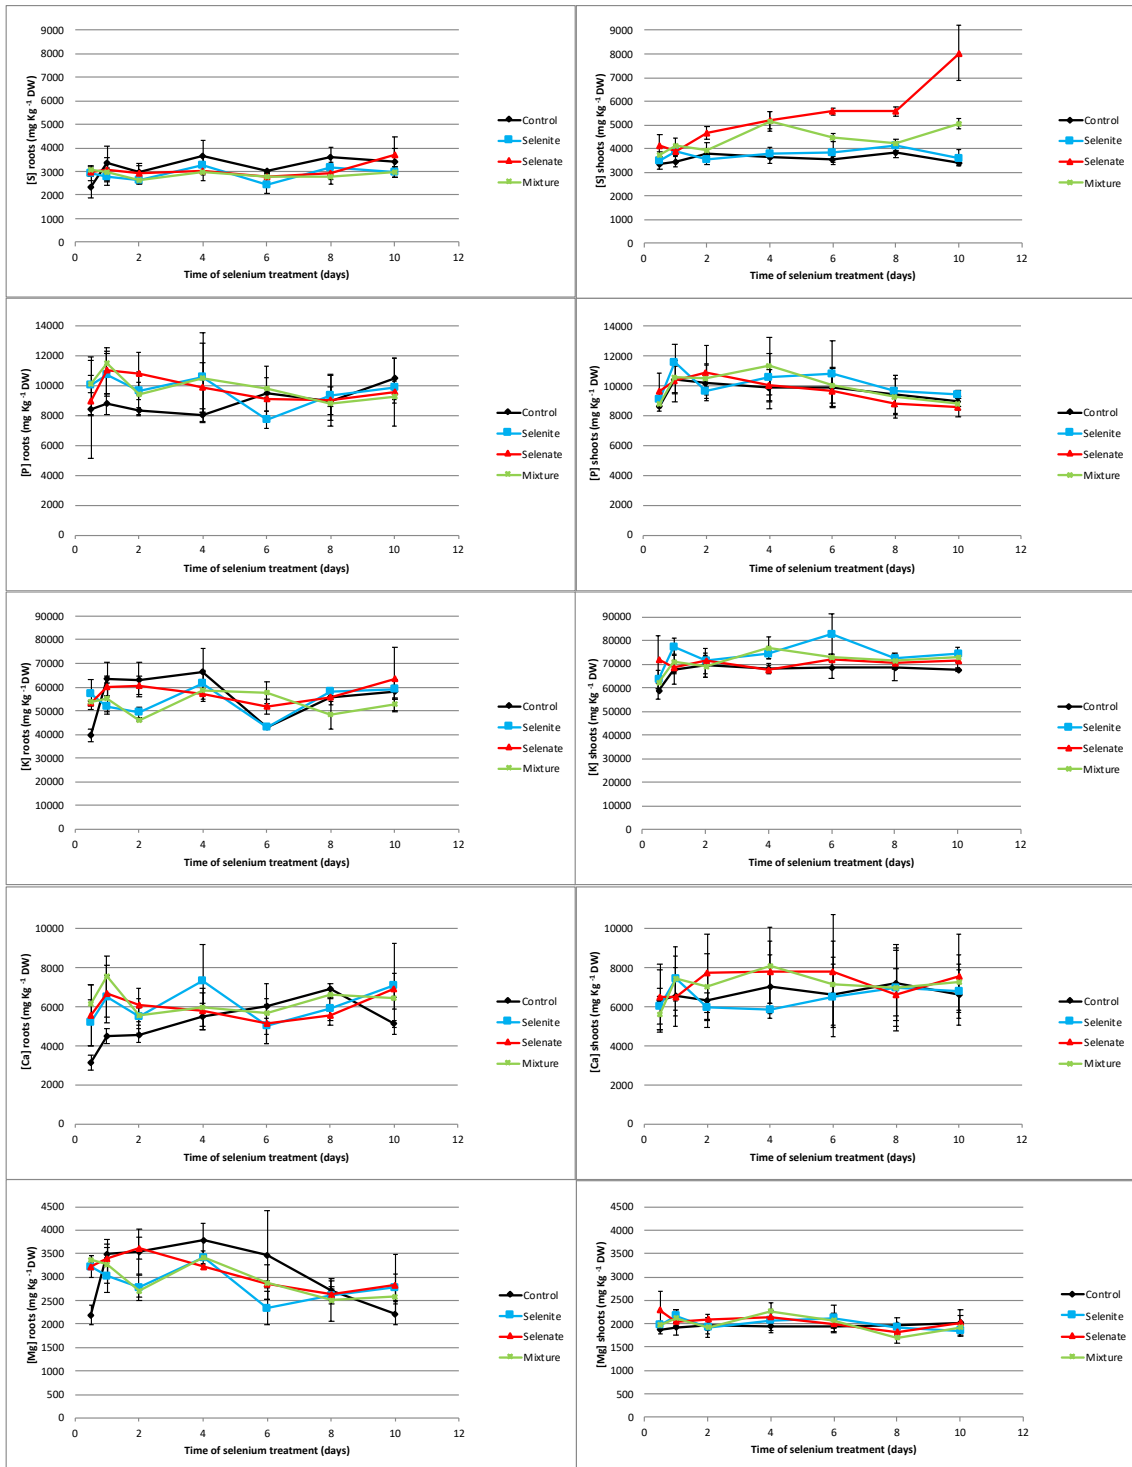 9000
8000
7000
6000
5000
4000
3000
2000
1000
0
[S] roots (mg Kg -1 DW)
0 2 4 6 8 10 12
Time of selenium treatment (days)
Control
Selenite
Selenate
Mixture
9000
8000
7000
6000
5000
4000
3000
2000
1000
0
[S] shoots (mg Kg -1 DW)
0 2 4 6 8 10 12
Time of selenium treatment (days)
Control
Selenite
Selenate
Mixture
14000
12000
10000
8000
6000
4000
2000
0
[P] roots (mg Kg -1 DW)
0 2 4 6 8 10 12
Time of selenium treatment (days)
Control
Selenite
Selenate
Mixture
14000
12000
10000
8000
6000
4000
2000
0
[P] shoots (mg Kg -1 DW)
0 2 4 6 8 10 12
Time of selenium treatment (days)
Control
Selenite
Selenate
Mixture
90000
80000
70000
60000
50000
40000
30000
20000
10000
0
[K] roots (mg Kg -1 DW)
0 2 4 6 8 10 12
Time of selenium treatment (days)
Control
Selenite
Selenate
Mixture
90000
80000
70000
60000
50000
40000
30000
20000
10000
0
[K] shoots (mg Kg -1 DW)
0 2 4 6 8 10 12
Time of selenium treatment (days)
Control
Selenite
Selenate
Mixture
10000
8000
6000
4000
2000
0
[Ca] roots (mg Kg -1 DW)
0 2 4 6 8 10 12
Time of selenium treatment (days)
Control
Selenite
Selenate
Mixture
10000
8000
6000
4000
2000
0
[Ca] shoots (mg Kg -1 DW)
0 2 4 6 8 10 12
Time of selenium treatment (days)
Control
Selenite
Selenate
Mixture
4500
4000
3500
3000
2500
2000
1500
1000
500
0
[Mg] roots (mg Kg -1 DW)
0 2 4 6 8 10 12
Time of selenium treatment (days)
Control
Selenite
Selenate
Mixture
4500
4000
3500
3000
2500
2000
1500
1000
500
0
[Mg] shoots (mg Kg -1 DW)
0 2 4 6 8 10 12
Time of selenium treatment (days)
Control
Selenite
Selenate
Mixture